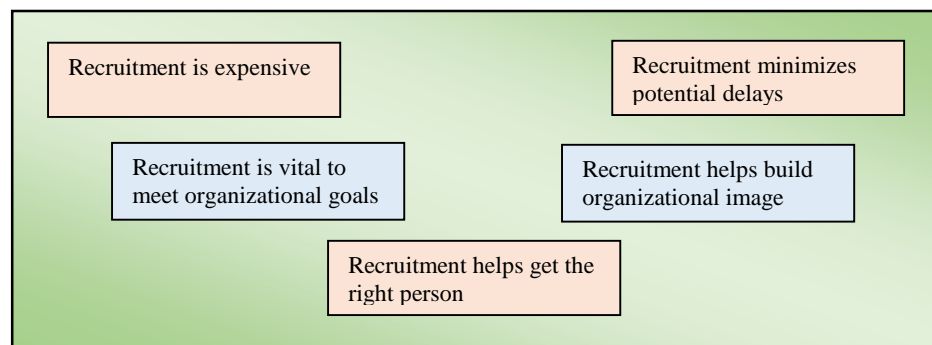 Recruitment is expensive
Recruitment minimizes
potential delays
Recruitment is vital to
meet organizational goals
Recruitment helps build
organizational image
Recruitment helps get the
right person